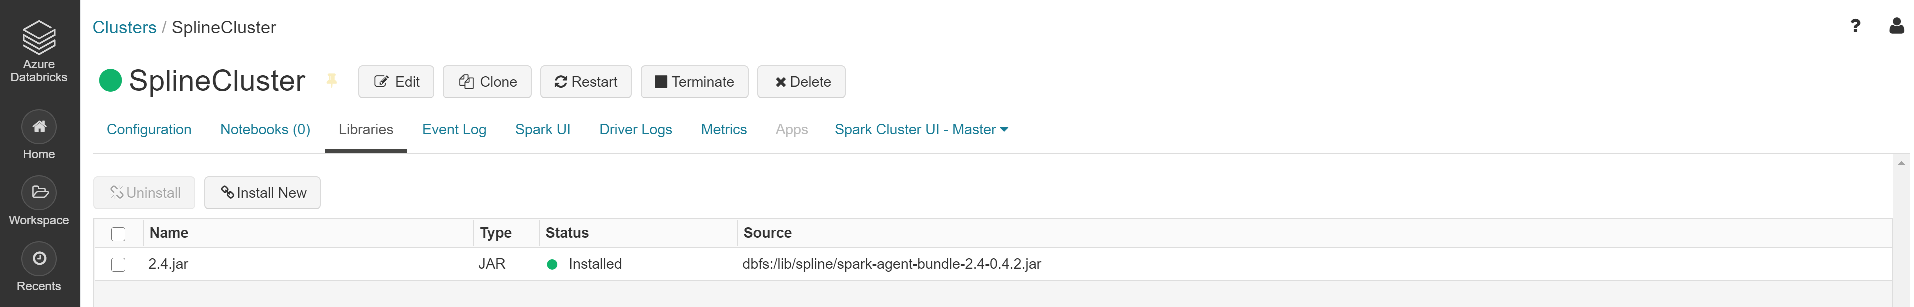 Azure
Databricks
Home
Workspace
Recents
Clusters / SplineCluster
?
SplineCluster Edit Clone Restart Terminate Delete
Configuration Notebooks (0) Libraries Event Log Spark UI Driver Logs Metrics Apps Spark Cluster UI - Master
Uninstall Install New
Name Type Status Source
2.4.jar JAR Installed dbfs:/lib/spline/spark-agent-bundle-2.4-0.4.2.jar